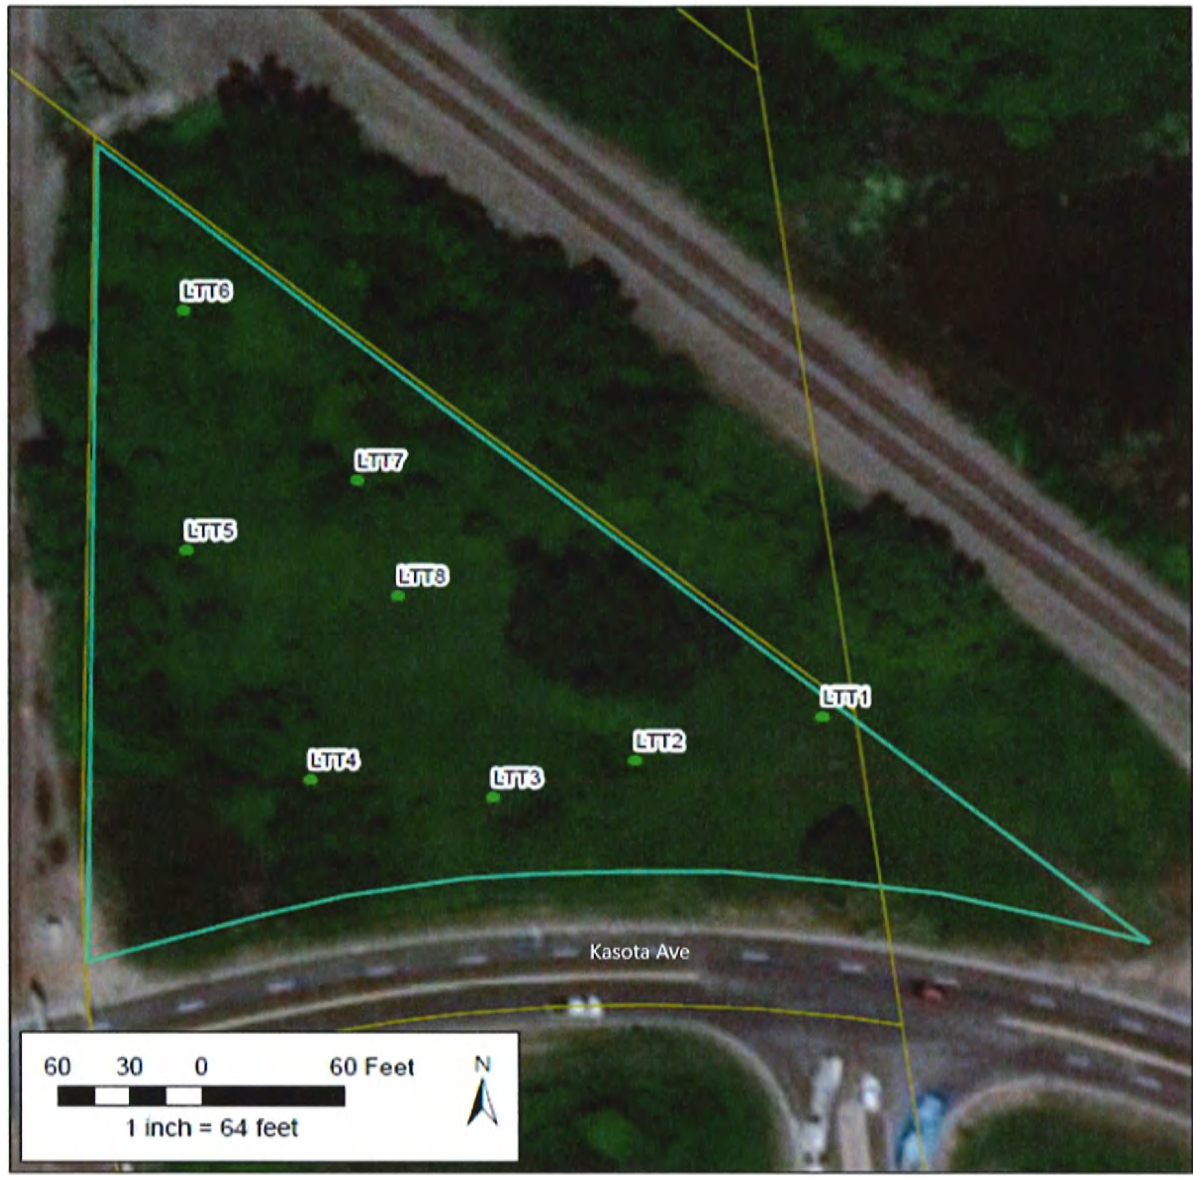 LTT6
LTT7
LTT5
LTT8
LTT1
LTT2
LTT4
LTT3
Kasota Ave
60 30 0 60 Feet
N
1 inch = 64 feet